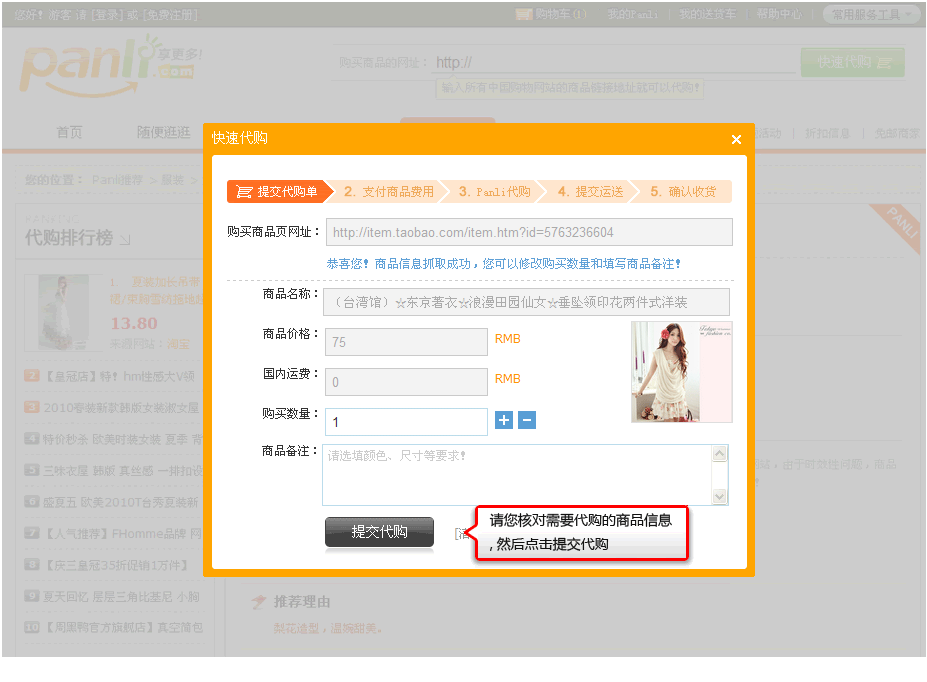 您好！游客 请 [登录] 或 [免费注册]
购物车(1) 我的Panli | 我的送货车 | 帮助中心 | 常用服务工具
panli.com
享更多!
购买商品的网址： http://
快速代购
输入所有中国购物网站的商品链接地址就可以代购!
首页 随便逛逛
活动 | 折扣信息 | 免邮商家
快速代购
提交代购单 2. 支付商品费用 3. Panli代购 4. 提交运送 5. 确认收货
您的位置： Panli推荐 > 服装 >
购买商品页网址： http://item.taobao.com/item.htm?id=5763236604
恭喜您！商品信息抓取成功，您可以修改购买数量和填写商品备注！
RANKING
代购排行榜
PANLI
商品名称： （台湾馆）☆东京著衣☆浪漫田园仙女☆垂坠领印花两件式洋装
商品价格： 75 RMB
国内运费： 0 RMB
购买数量： 1
商品备注： 请选填颜色、尺寸等要求!
1. 夏装加长吊带
13.80
来源网站：淘宝
2 【皇冠店】特！hm性感大V领
3 2010春装新款韩版女装淑女屋
4 特价秒杀 欧美时装女装 夏季 背
5 三味衣屋 韩版 真丝感 一排扣设
6 盛夏五 欧美2010T台秀夏装新
7 【人气推荐】FHomme品牌 网
8 【庆三皇冠35折促销1万件】
9 夏天回忆 层层三角比基尼 小胸
10 【周黑鸭官方旗舰店】真空简包
提交代购
请您核对需要代购的商品信息
，然后点击提交代购
推荐理由
梨花造型，温婉甜美。